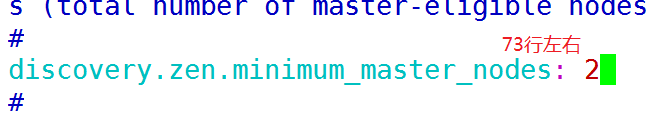 s (total number of master-eligible nodes
#
73行左右
discovery.zen.minimum_master_nodes: 2
#